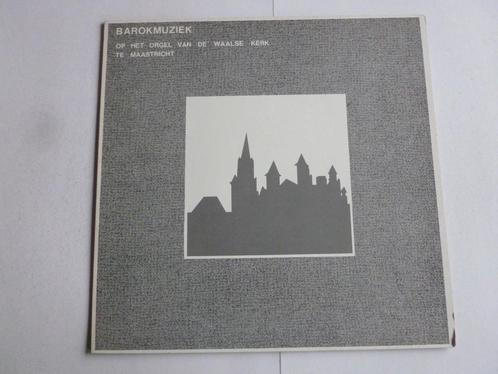 BAROKMUZIEK
OP HET ORGEL VAN DE WAALSE KERK
TE MAASTRICHT